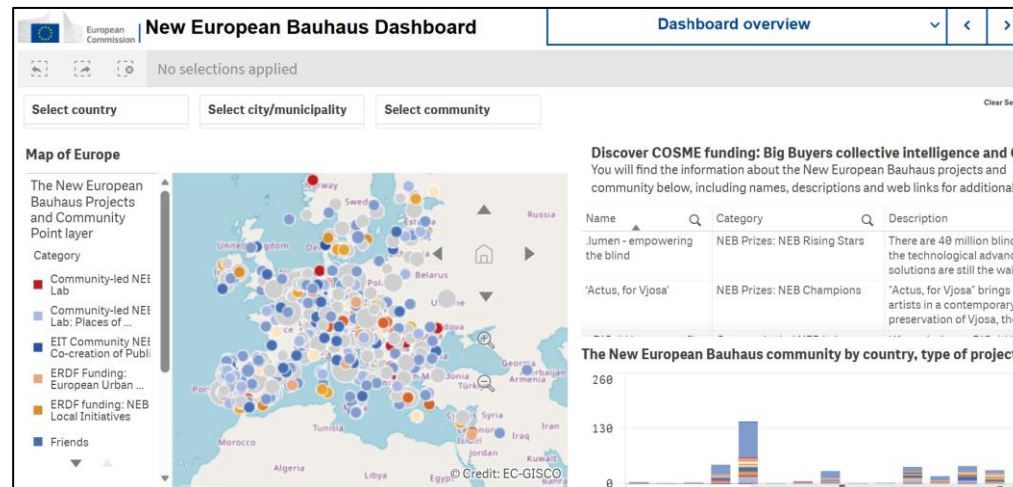 European
Commission
New European Bauhaus Dashboard
Dashboard overview
No selections applied
Select country
Select city/municipality
Select community
Clear Se
Map of Europe
The New European
Bauhaus Projects
and Community
Point layer
Category
Community-led NEB
Lab
Community-led NEB
Lab: Places of ...
EIT Community NEB
Co-creation of Publi
ERDF Funding:
European Urban ...
ERDF funding: NEB
Local Initiatives
Friends
Norway
Russia
Belarus
Georgia
Armenia
Tunisia
Syria
Iran
Iraq
Morocco
Jordan
Kuwait
Algeria
Libya
Egypt
© Credit: EC-GISCO
Discover COSME funding: Big Buyers collective intelligence and
You will find the information about the New European Bauhaus projects and
community below, including names, descriptions and web links for additional
Name
Category
Description
.lumen - empowering
the blind
NEB Prizes: NEB Rising Stars
There are 40 million blind
the technological advanc
solutions are still the wal
'Actus, for Vjosa'
NEB Prizes: NEB Champions
"Actus, for Vjosa" brings
artists in a contemporary
preservation of Vjosa, th
The New European Bauhaus community by country, type of project
260
130
0